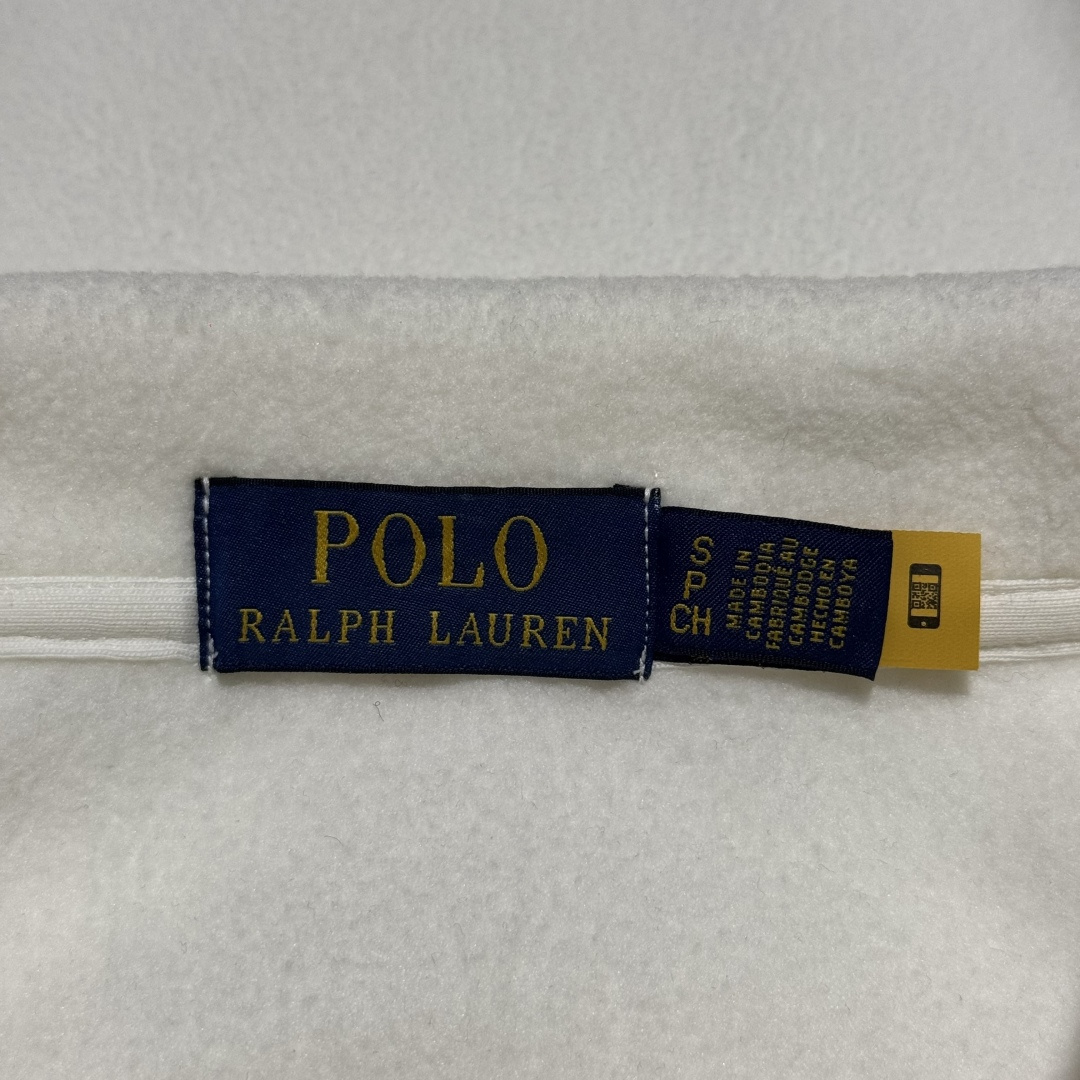 POLO
RALPH LAUREN
S
P
CH
MADE IN
CAMBODIA
FABRIQUÉ AU
CAMBODGE
HECHO EN
CAMBOYA